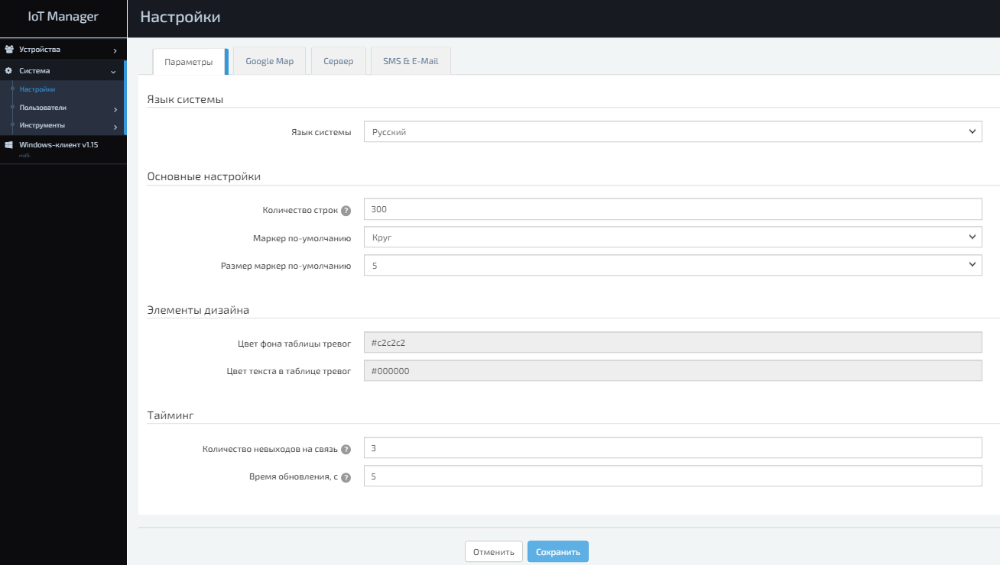 IoT Manager
Настройки
Устройства
Система
Настройки
Пользователи
Инструменты
Windows-клиент v1.15
md5:
Параметры
Google Map
Сервер
SMS & E-Mail
Язык системы
Язык системы
Русский
Основные настройки
Количество строк ?
300
Маркер по-умолчанию
Круг
Размер маркер по-умолчанию
5
Элементы дизайна
Цвет фона таблицы тревог
#c2c2c2
Цвет текста в таблице тревог
#000000
Тайминг
Количество невыходов на связь ?
3
Время обновления, с ?
5
Отменить
Сохранить